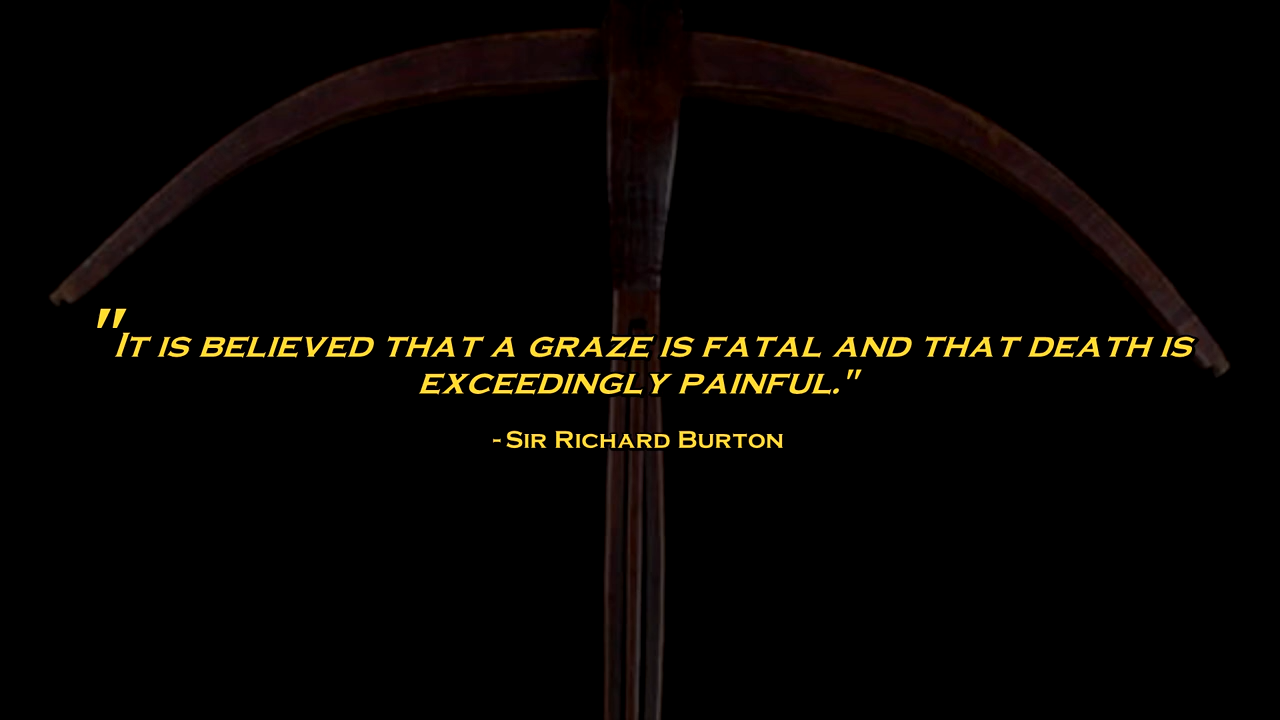 "It is believed that a graze is fatal and that death is
exceedingly painful."
- Sir Richard Burton